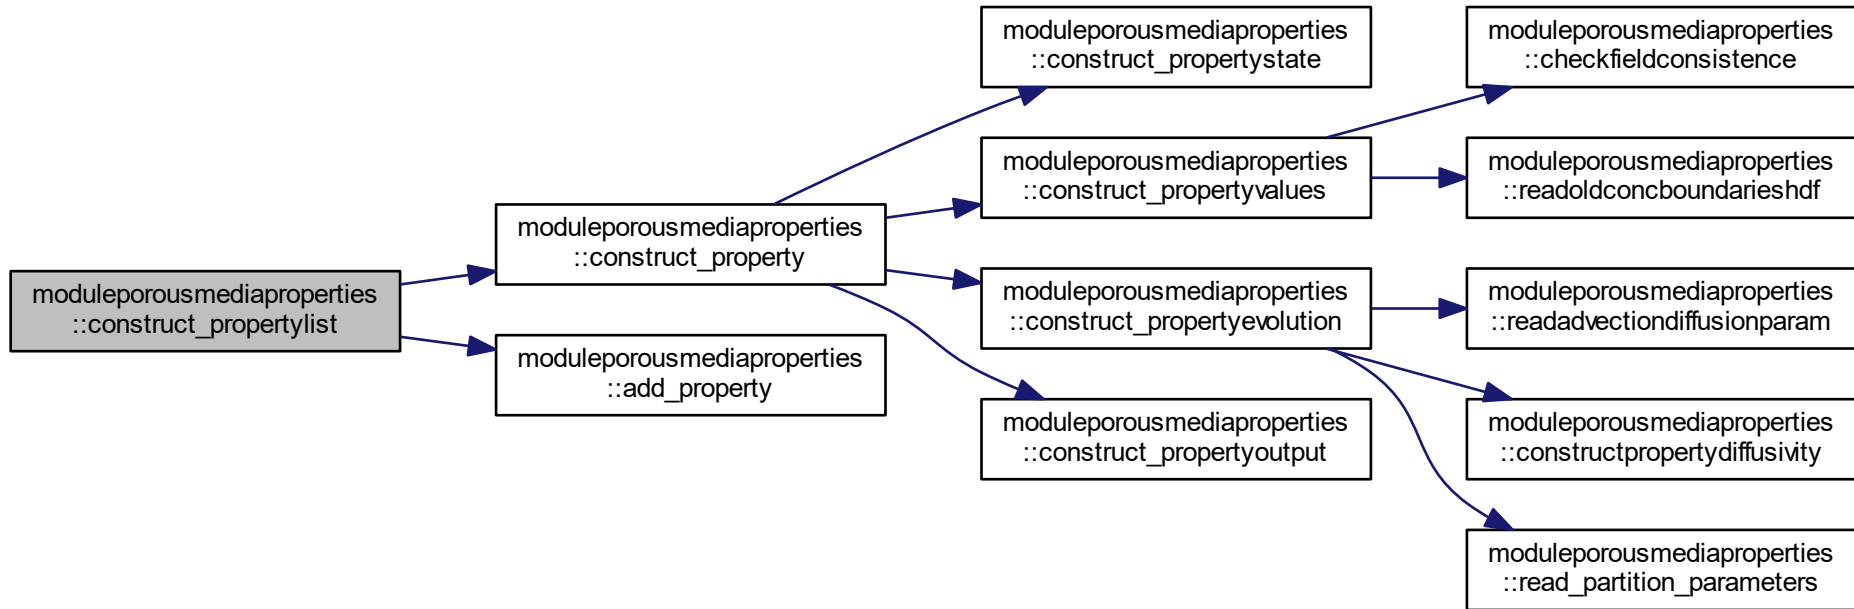 moduleporousmediaproperties
::construct_propertylist
moduleporousmediaproperties
::construct_property
moduleporousmediaproperties
::add_property
moduleporousmediaproperties
::construct_propertystate
moduleporousmediaproperties
::construct_propertyvalues
moduleporousmediaproperties
::construct_propertyevolution
moduleporousmediaproperties
::construct_propertyoutput
moduleporousmediaproperties
::checkfieldconsistence
moduleporousmediaproperties
::readoldconcboundarieshdf
moduleporousmediaproperties
::readadvectiondiffusionparam
moduleporousmediaproperties
::constructpropertydiffusivity
moduleporousmediaproperties
::read_partition_parameters